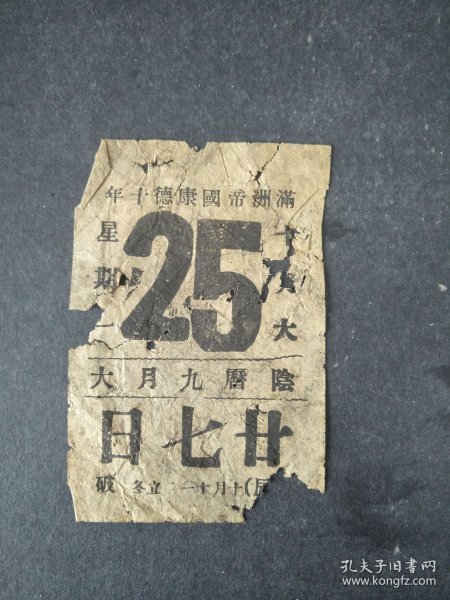 滿洲帝國康德十年
十月大
25
星期一
陰曆九月大
廿七日
(十月十一 立冬 破
孔夫子旧书网
www.kongfz.com